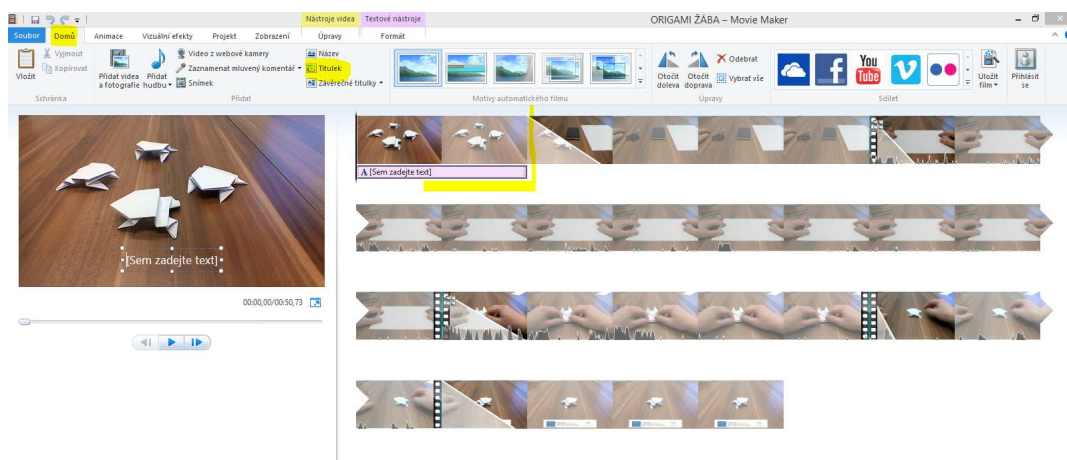 Nástroje videa Textové nástroje ORIGAMI ŽÁBA – Movie Maker
Soubor Domů Animace Vizuální efekty Projekt Zobrazení Úpravy Formát
Vložit
Vyjmout
Kopírovat
Schránka
Přidat videa a fotografie
Přidat hudbu
Video z webové kamery
Zaznamenat mluvený komentář
Snímek
Název
Titulek
Závěrečné titulky
Přidat
Motivy automatického filmu
Otočit doleva
Otočit doprava
Odebrat
Vybrat vše
Úpravy
f
You
Tube
Sdílet
Uložit film
Přihlásit se
[Sem zadejte text]
00:00,00/00:50,73
A [Sem zadejte text]